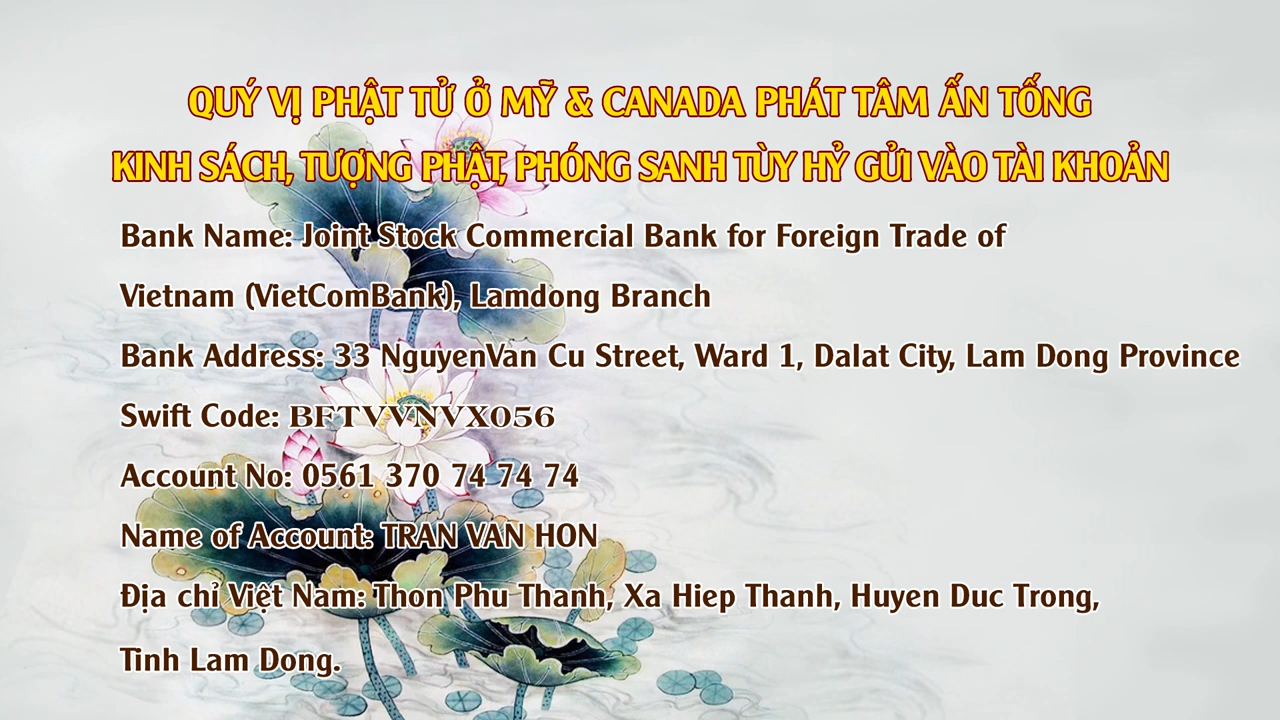 QUÝ VỊ PHẬT TỬ Ở MỸ & CANADA PHÁT TÂM ẤN TỐNG
KINH SÁCH, TƯỢNG PHẬT, PHÓNG SANH TÙY HỶ GỬI VÀO TÀI KHOẢN
Bank Name: Joint Stock Commercial Bank for Foreign Trade of
Vietnam (VietComBank), Lamdong Branch
Bank Address: 33 NguyenVan Cu Street, Ward 1, Dalat City, Lam Dong Province
Swift Code: BFTVVNVX056
Account No: 0561 370 74 74 74
Name of Account: TRAN VAN HON
Địa chỉ Việt Nam: Thon Phu Thanh, Xa Hiep Thanh, Huyen Duc Trong,
Tỉnh Lam Dong.